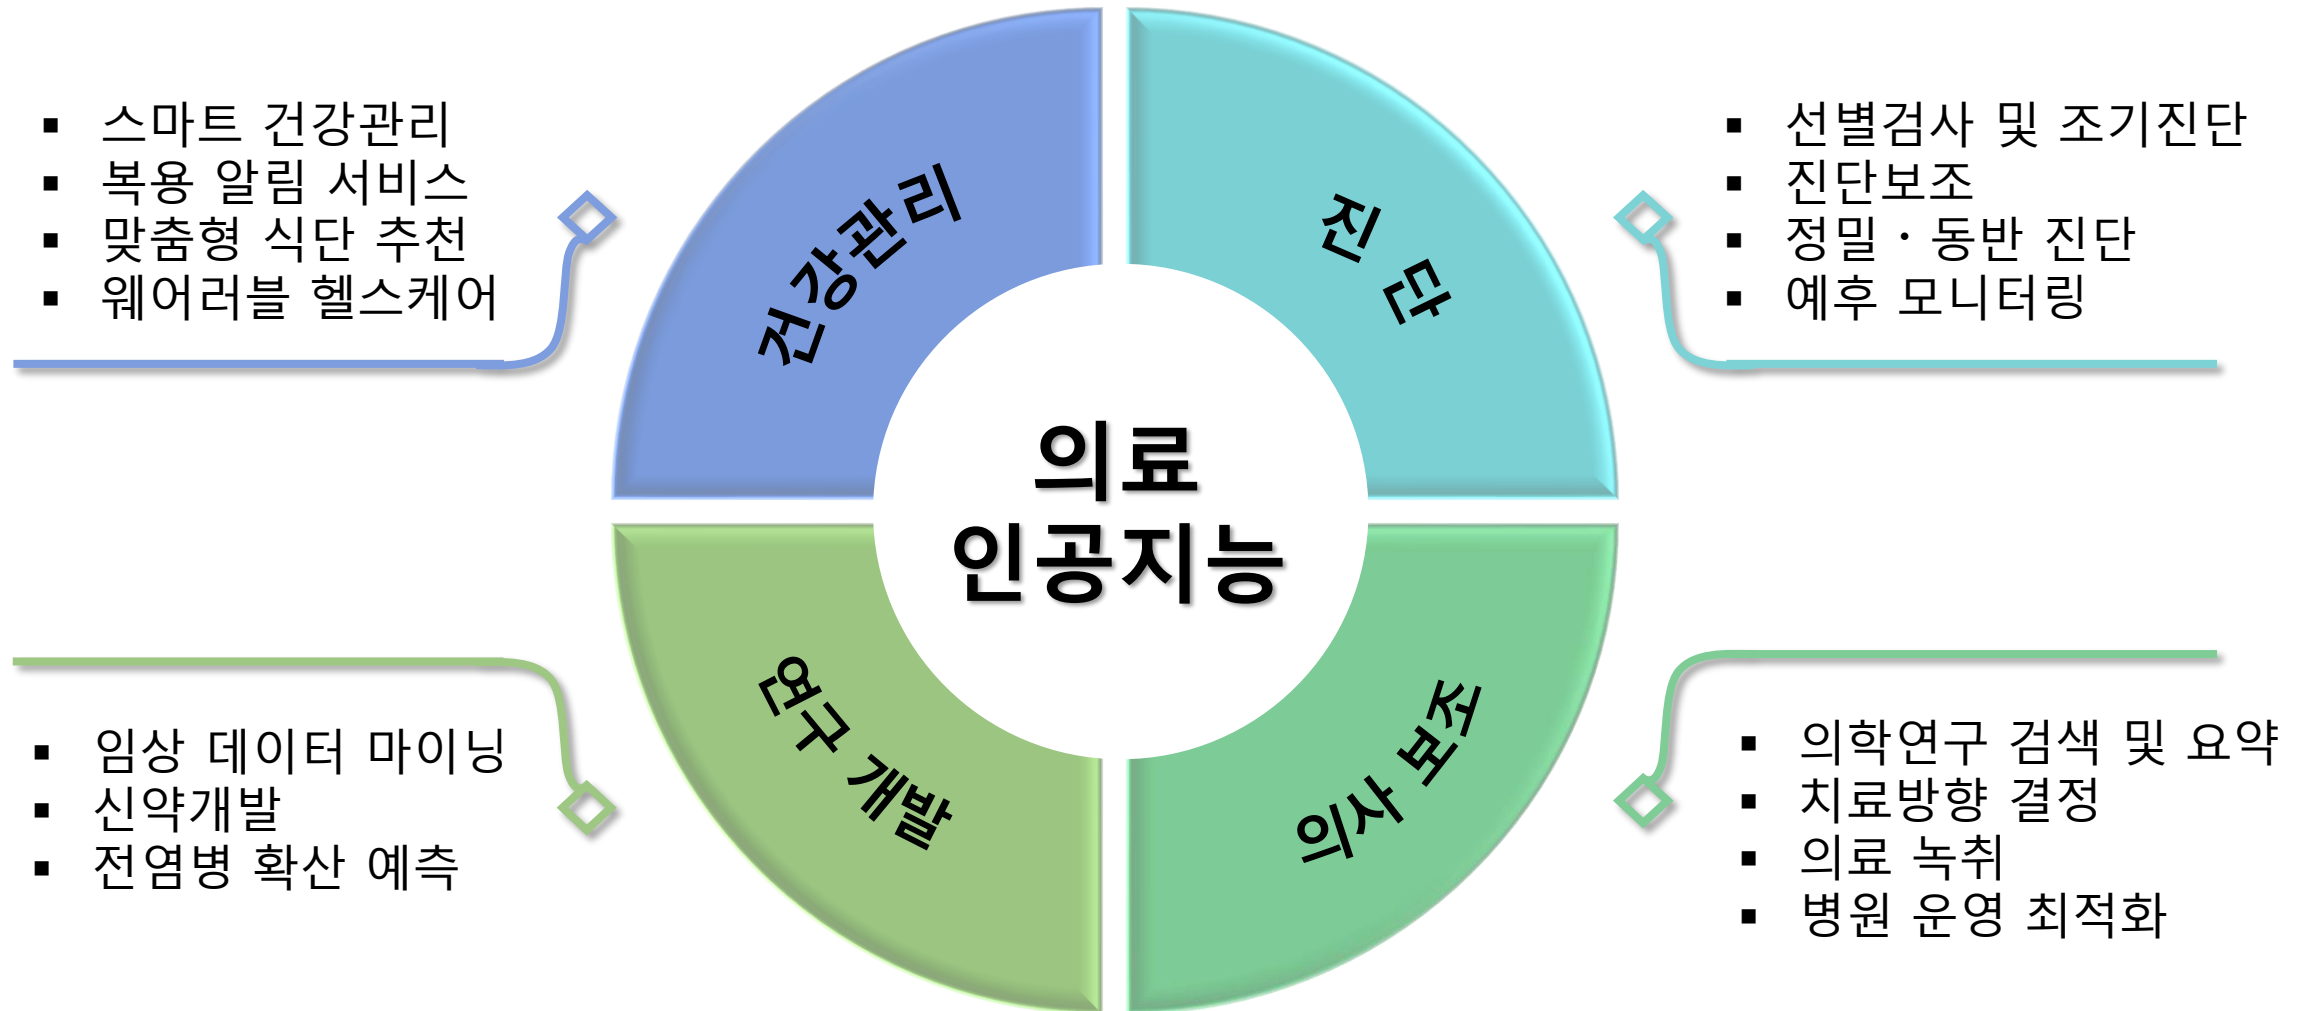 스마트 건강관리
복용 알림 서비스
맞춤형 식단 추천
웨어러블 헬스케어
건강관리
진 단
선별검사 및 조기진단
진단보조
정밀 · 동반 진단
예후 모니터링
의료
인공지능
임상 데이터 마이닝
신약개발
전염병 확산 예측
연구 개발
의사 보조
의학연구 검색 및 요약
치료방향 결정
의료 녹취
병원 운영 최적화